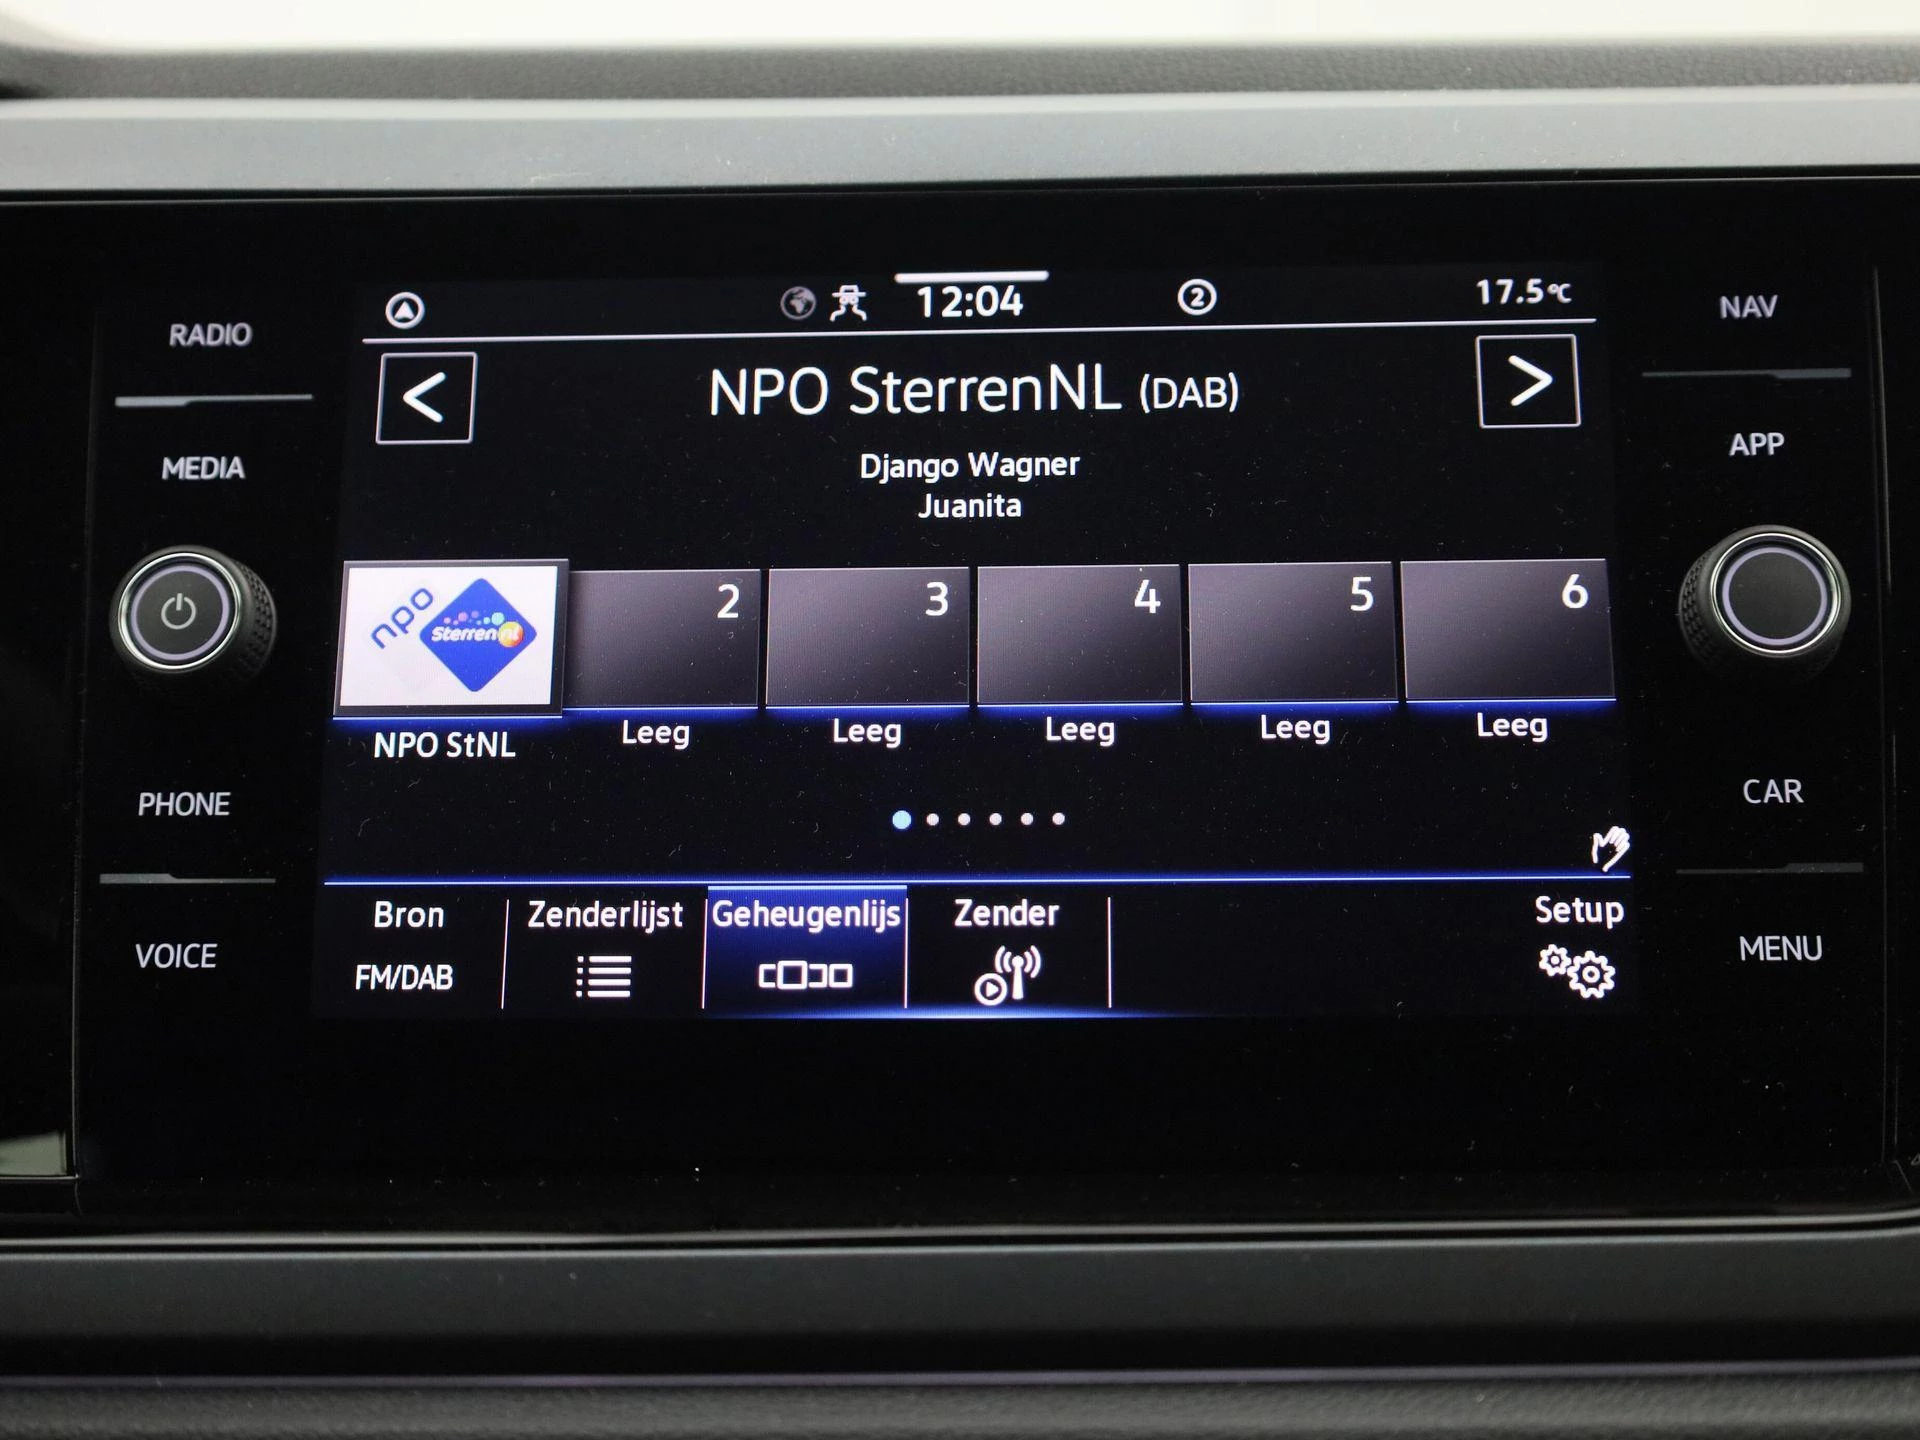 12:04
2
17.5°C
RADIO
MEDIA
PHONE
VOICE
NAV
APP
CAR
MENU
<
NPO SterrenNL (DAB)
>
Django Wagner
Juanita
npo
Sterren nl
2
3
4
5
6
NPO StNL
Leeg
Leeg
Leeg
Leeg
Leeg
Bron
FM/DAB
Zenderlijst
Geheugenlijs
Zender
Setup